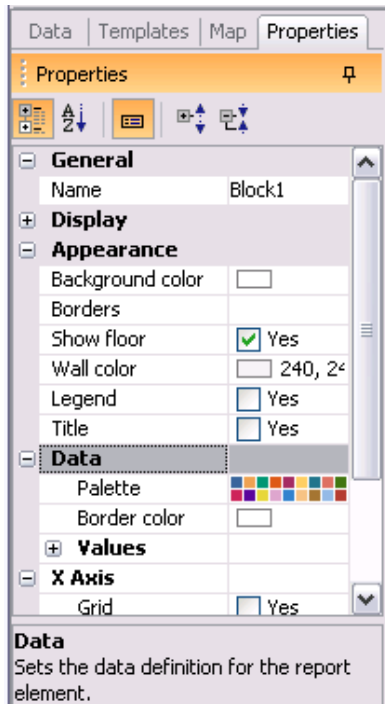 Data Templates Map Properties
Properties
General
Name Block1
Display
Appearance
Background color
Borders
Show floor Yes
Wall color 240, 24
Legend Yes
Title Yes
Data
Palette
Border color
Values
X Axis
Grid Yes
Data
Sets the data definition for the report
element.